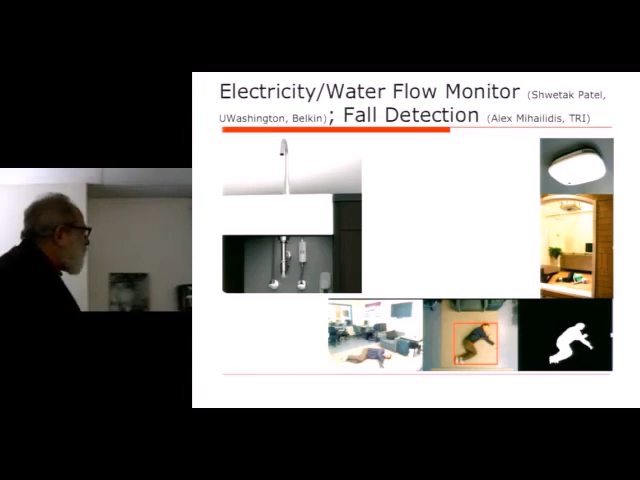 Electricity/Water Flow Monitor (Shwetak Patel,
UWashington, Belkin); Fall Detection (Alex Mihailidis, TRI)